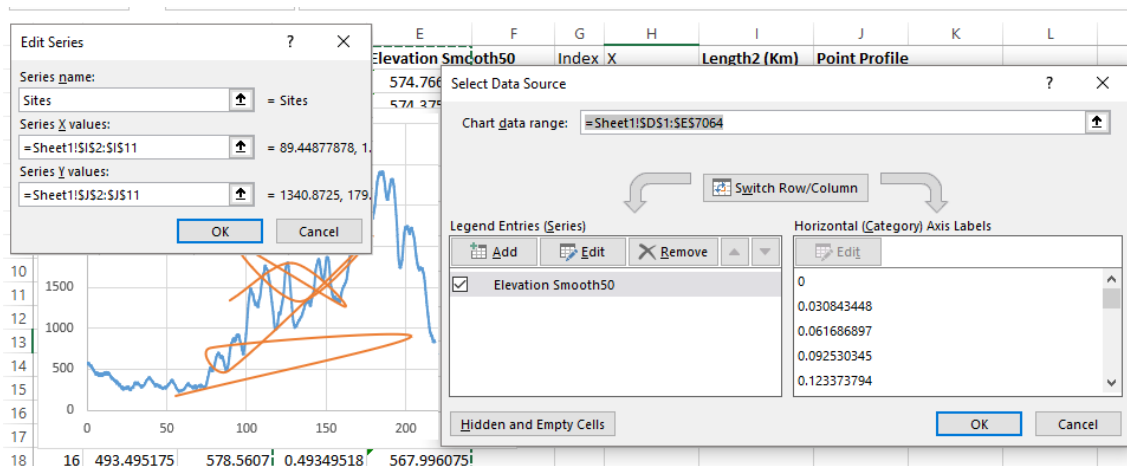 E F G H I J K L
Elevation Smooth50 Index X Length2 (Km) Point Profile
574.766
574.375
Edit Series ? ×
Series name:
Sites = Sites
Series X values:
=Sheet1!$I$2:$I$11 = 89.44877878, 1.
Series Y values:
=Sheet1!$J$2:$J$11 = 1340.8725, 179.
OK Cancel
Select Data Source ? ×
Chart data range: =Sheet1!$D$1:$E$7064
Switch Row/Column
Legend Entries (Series)
Add Edit Remove
Elevation Smooth50
Horizontal (Category) Axis Labels
Edit
0
0.030843448
0.061686897
0.092530345
0.123373794
Hidden and Empty Cells
OK Cancel
10
11
12
13
14
15
16
17
1500
1000
500
0
0 50 100 150 200
18 16 493.495175 578.5607 0.49349518 567.996075